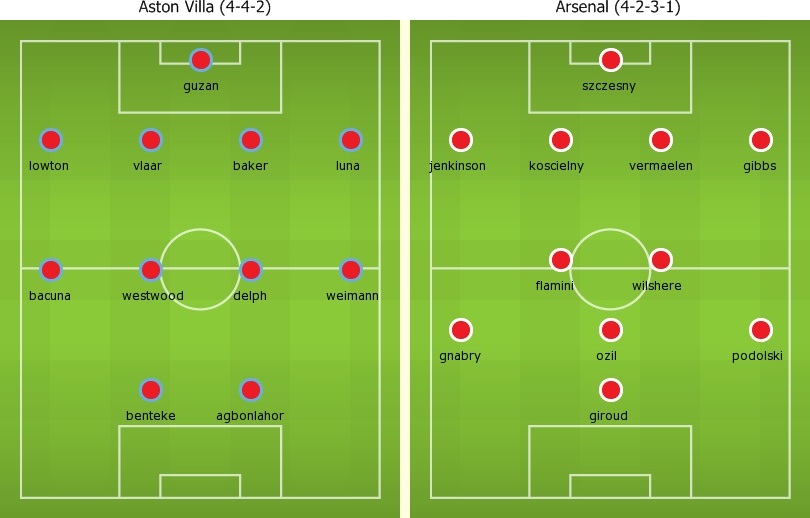 Aston Villa (4-4-2)
guzan
lowton vlaar baker luna
bacuna westwood delph weimann
benteke agbonlahor
Arsenal (4-2-3-1)
szczesny
jenkinson koscielny vermaelen gibbs
flamini wilshere
gnabry ozil podolski
giroud